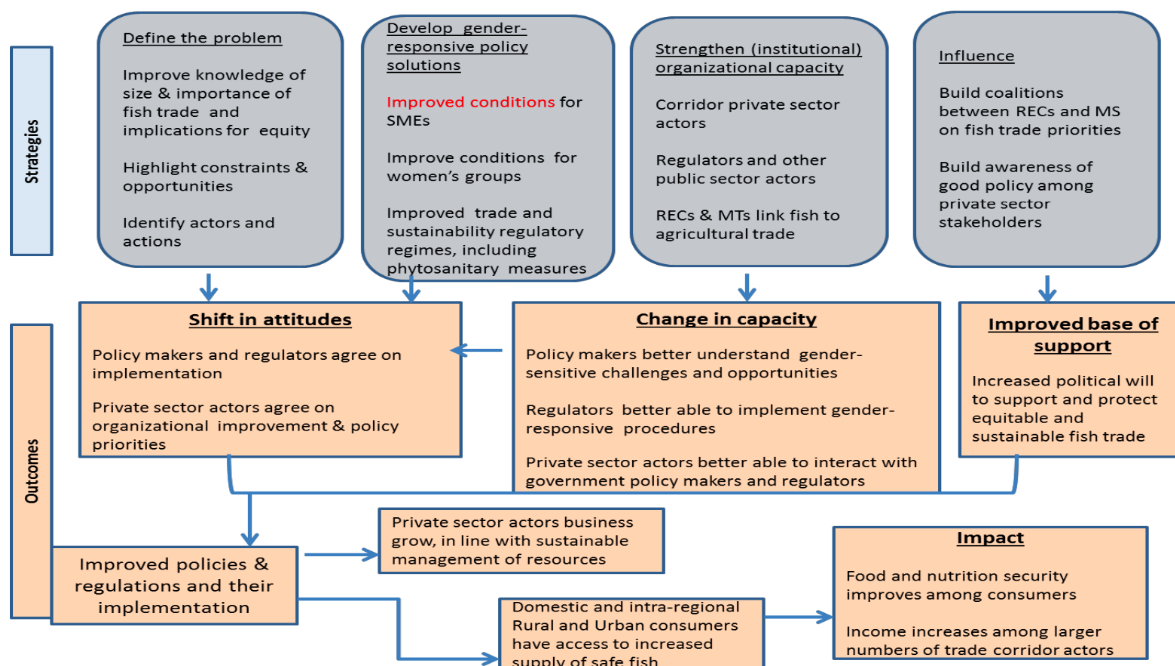 Strategies
Define the problem
Improve knowledge of
size & importance of
fish trade and
implications for equity
Highlight constraints &
opportunities
Identify actors and
actions
Develop gender-
responsive policy
solutions
Improved conditions for
SMEs
Improve conditions for
women's groups
Improved trade and
sustainability regulatory
regimes, including
phytosanitary measures
Strengthen (institutional)
organizational capacity
Corridor private sector
actors
Regulators and other
public sector actors
RECs & MTs link fish to
agricultural trade
Influence
Build coalitions
between RECs and MS
on fish trade priorities
Build awareness of
good policy among
private sector
stakeholders
Outcomes
Shift in attitudes
Policy makers and regulators agree on
implementation
Private sector actors agree on
organizational improvement & policy
priorities
Change in capacity
Policy makers better understand gender-
sensitive challenges and opportunities
Regulators better able to implement gender-
responsive procedures
Private sector actors better able to interact with
government policy makers and regulators
Improved base of
support
Increased political will
to support and protect
equitable and
sustainable fish trade
Improved policies &
regulations and their
implementation
Private sector actors business
grow, in line with sustainable
management of resources
Domestic and intra-regional
Rural and Urban consumers
have access to increased
supply of safe fish
Impact
Food and nutrition security
improves among consumers
Income increases among larger
numbers of trade corridor actors